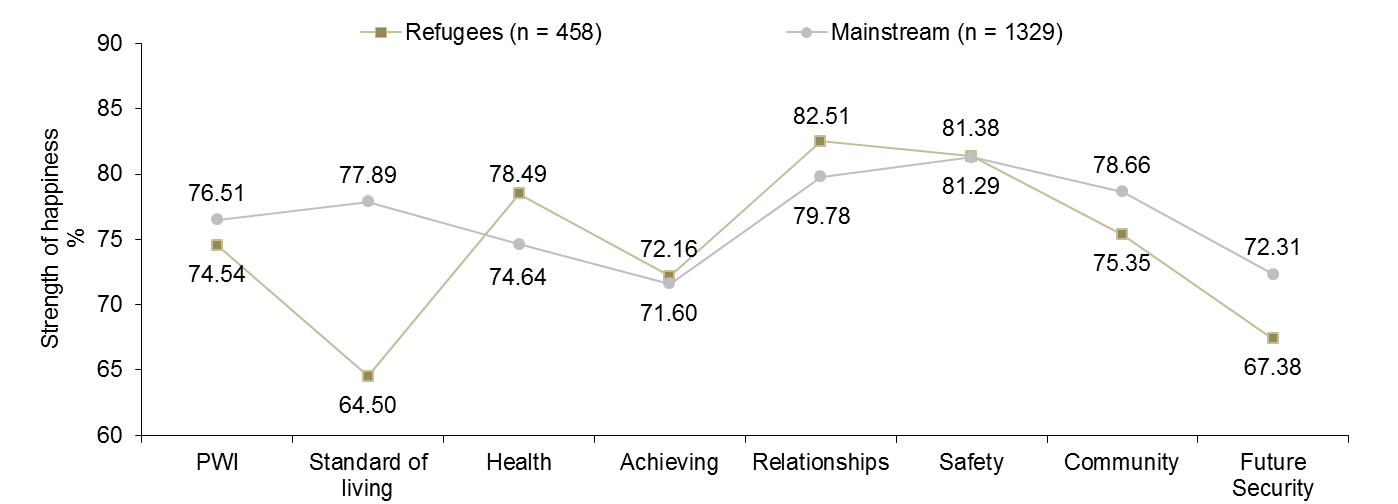 Refugees (n = 458)
Mainstream (n = 1329)
Strength of happiness
%
90
85
80
75
70
65
60
76.51
74.54
77.89
64.50
78.49
74.64
72.16
71.60
82.51
79.78
81.38
81.29
78.66
75.35
72.31
67.38
PWI
Standard of
living
Health
Achieving
Relationships
Safety
Community
Future
Security